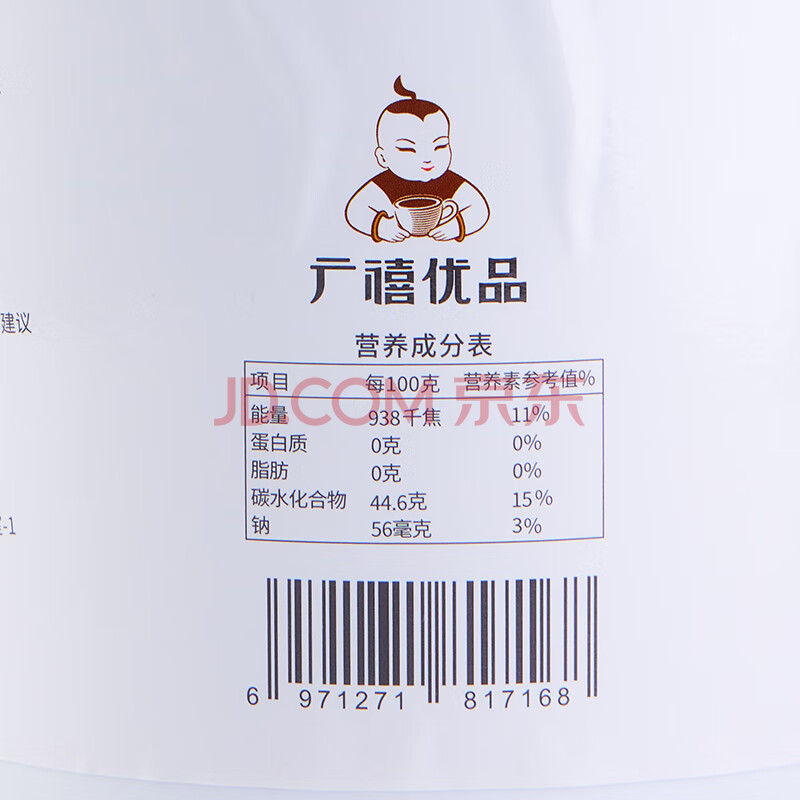 广禧优品
建议
营养成分表
项目 每100克 营养素参考值%
JD.COM 京东
能量 938千焦 11%
蛋白质 0克 0%
脂肪 0克 0%
碳水化合物 44.6克 15%
钠 56毫克 3%
-1
6 971271 817168